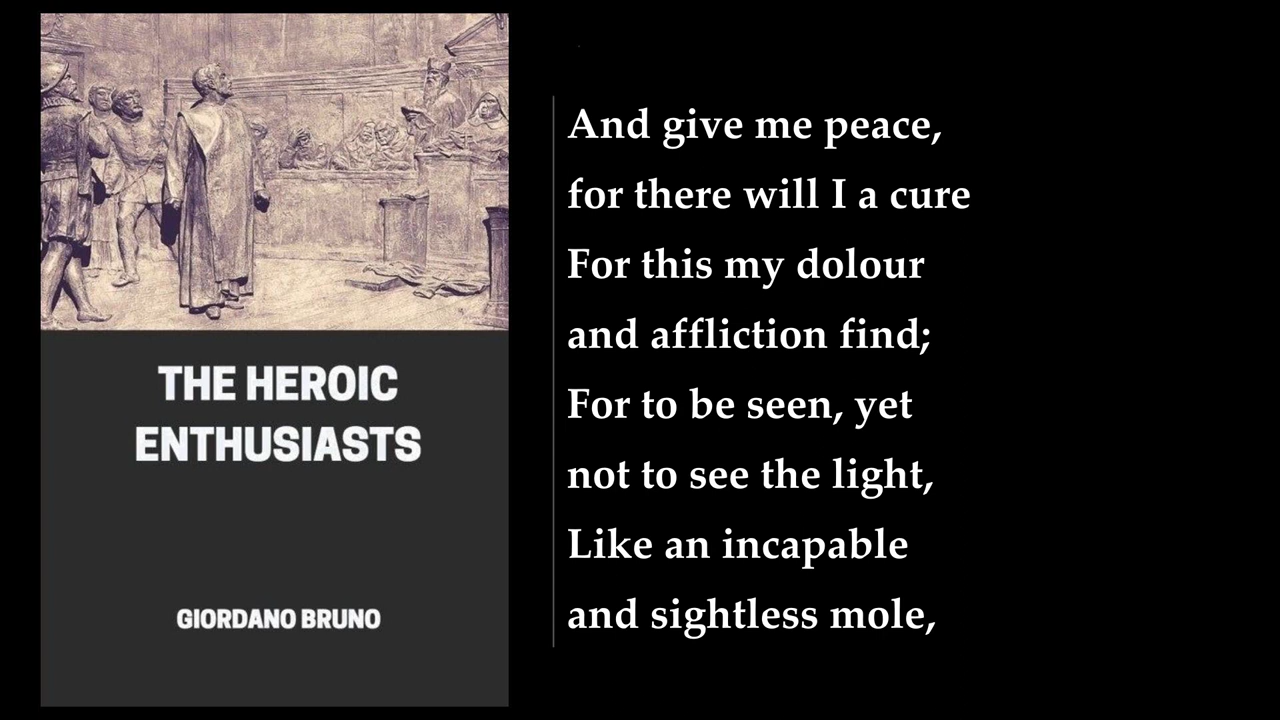 THE HEROIC
ENTHUSIASTS
GIORDANO BRUNO
And give me peace,
for there will I a cure
For this my dolour
and affliction find;
For to be seen, yet
not to see the light,
Like an incapable
and sightless mole,